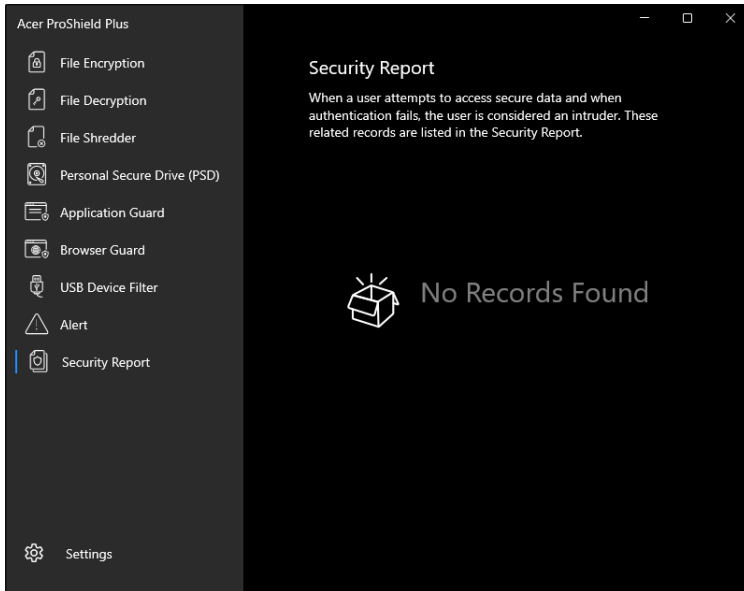 Acer ProShield Plus
File Encryption
File Decryption
File Shredder
Personal Secure Drive (PSD)
Application Guard
Browser Guard
USB Device Filter
Alert
Security Report
Settings
Security Report
When a user attempts to access secure data and when
authentication fails, the user is considered an intruder. These
related records are listed in the Security Report.
No Records Found